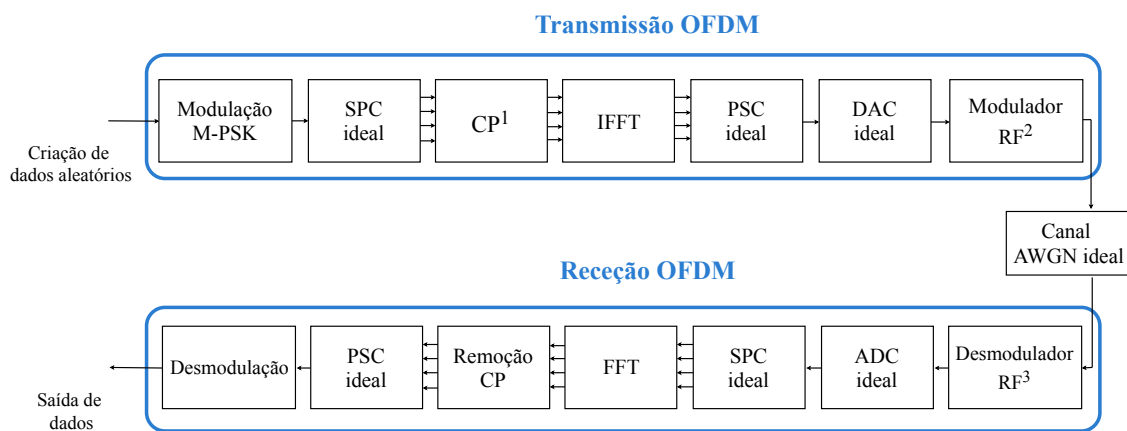 Transmissão OFDM
Modulação
M-PSK
SPC
ideal
CP¹
IFFT
PSC
ideal
DAC
ideal
Modulador
RF²
Criação de
dados aleatórios
Canal
AWGN ideal
Receção OFDM
Desmodulação
PSC
ideal
Remoção
CP
FFT
SPC
ideal
ADC
ideal
Desmodulador
RF³
Saída de
dados